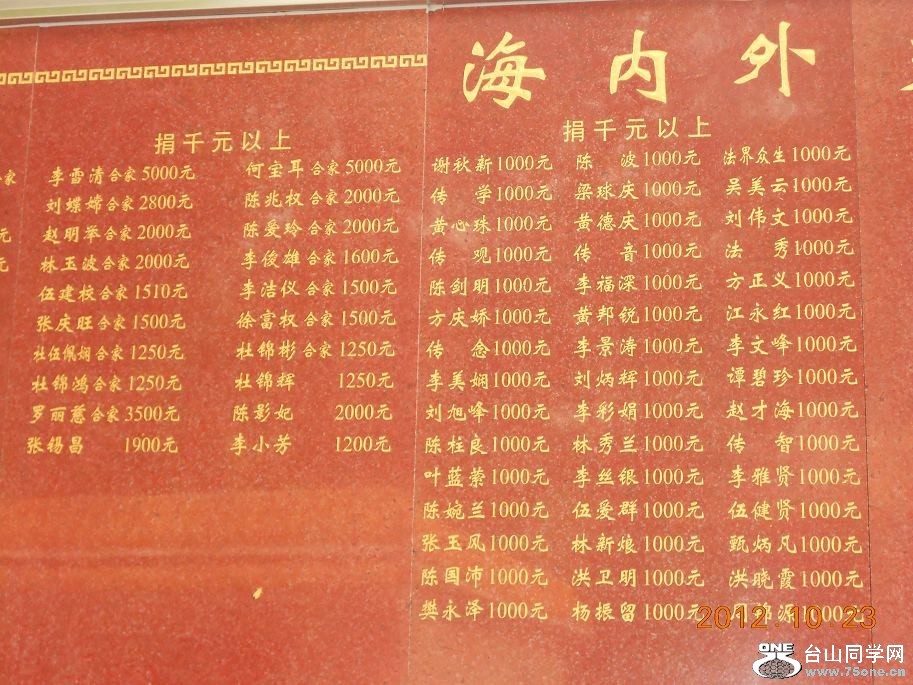 海内外
捐千元以上
李雪清合家5000元 何宝耳合家5000元
刘蝶嫦合家2800元 陈兆权合家2000元
赵明举合家2000元 陈爱玲合家2000元
林玉波合家2000元 李俊雄合家1600元
伍建校合家1510元 李洁仪合家1500元
张庆旺合家1500元 徐富权合家1500元
杜伍佩娴合家1250元 杜锦彬合家1250元
杜锦鸿合家1250元 杜锦辉 1250元
罗丽慈合家3500元 陈影妃 2000元
张锡昌 1900元 李小芳 1200元
捐千元以上
谢秋新1000元 陈 波1000元 法界众生1000元
传 学1000元 梁球庆1000元 吴美云1000元
黄心珠1000元 黄德庆1000元 刘伟文1000元
传 观1000元 传 音1000元 法 秀1000元
陈剑明1000元 李福深1000元 方正义1000元
方庆娇1000元 黄邦锐1000元 江永红1000元
传 念1000元 李景涛1000元 李文峰1000元
李美娴1000元 刘炳辉1000元 谭碧珍1000元
刘旭峰1000元 李彩娟1000元 赵才海1000元
陈柱良1000元 林秀兰1000元 传 智1000元
叶蓝萦1000元 李丝银1000元 李雅贤1000元
陈婉兰1000元 伍爱群1000元 伍健贤1000元
张玉凤1000元 林新娘1000元 甄炳凡1000元
陈国沛1000元 洪卫明1000元 洪晓霞1000元
樊永泽1000元 杨振留1000元 源1000元
2012.10.23
ONE
台山同学网
www.75one.cn